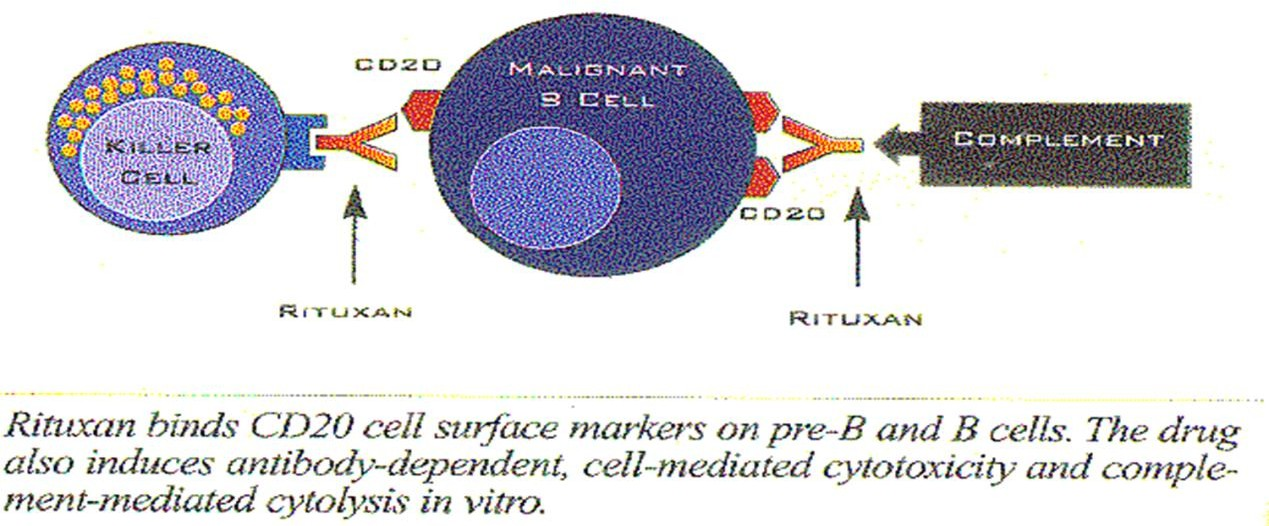 CD20
MALIGNANT
B CELL
KILLER
CELL
COMPLEMENT
CD20
RITUXAN
RITUXAN
Rituxan binds CD20 cell surface markers on pre-B and B cells. The drug
also induces antibody-dependent, cell-mediated cytotoxicity and comple-
ment-mediated cytolysis in vitro.